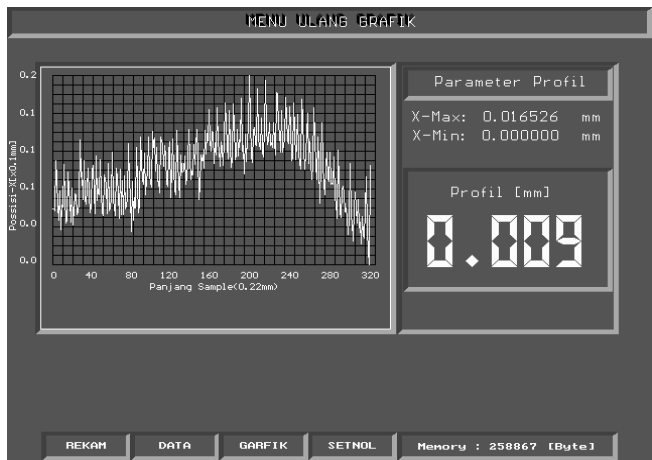 MENU ULANG GRAFIK
Parameter Profil
X-Max: 0.016526 mm
X-Min: 0.000000 mm
Profil [mm]
0.009
0.2
0.1
0.1
0.1
0.0
0.0
Possisi-X[x0.1mm]
0 40 80 120 160 200 240 280 320
Panjang Sample(0.22mm)
REKAM DATA GARFIK SETNOL Memory : 258867 [Byte]